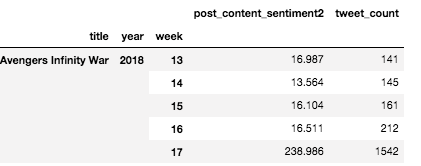 post_content_sentiment2 tweet_count
title year week
Avengers Infinity War 2018 13 16.987 141
14 13.564 145
15 16.104 161
16 16.511 212
17 238.986 1542